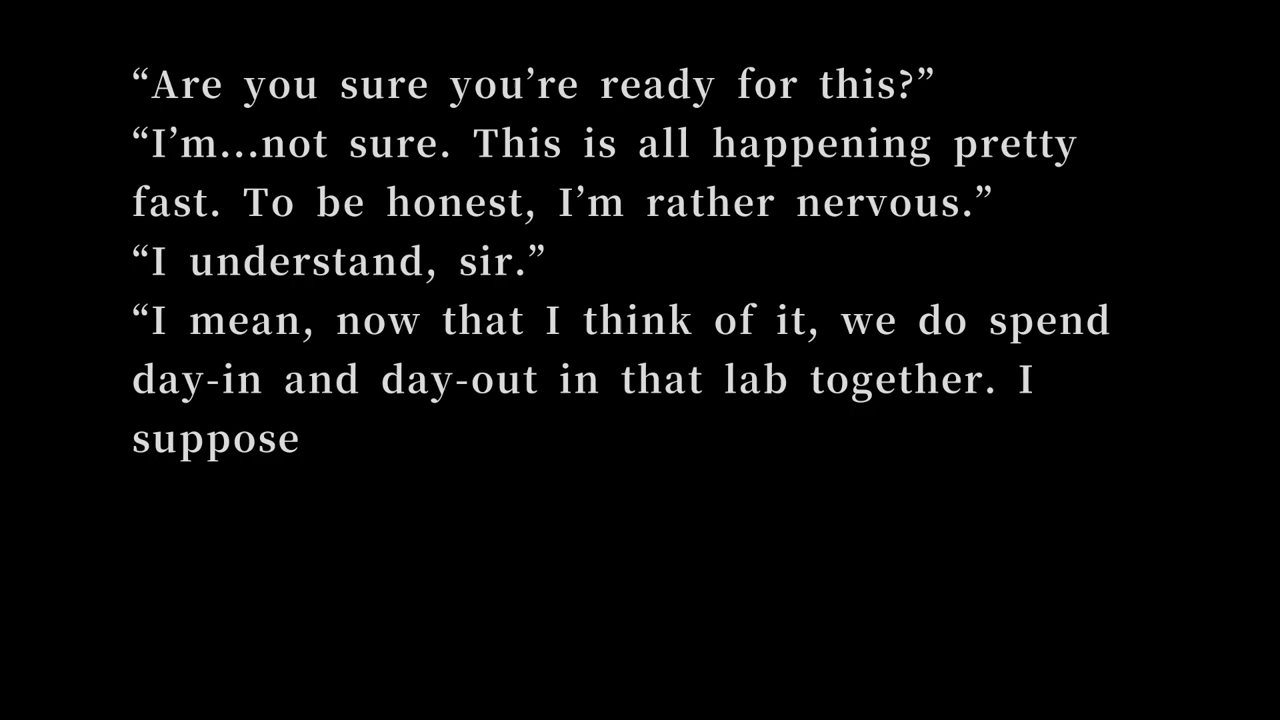 “Are you sure you’re ready for this?”
“I’m...not sure. This is all happening pretty
fast. To be honest, I’m rather nervous.”
“I understand, sir.”
“I mean, now that I think of it, we do spend
day-in and day-out in that lab together. I
suppose